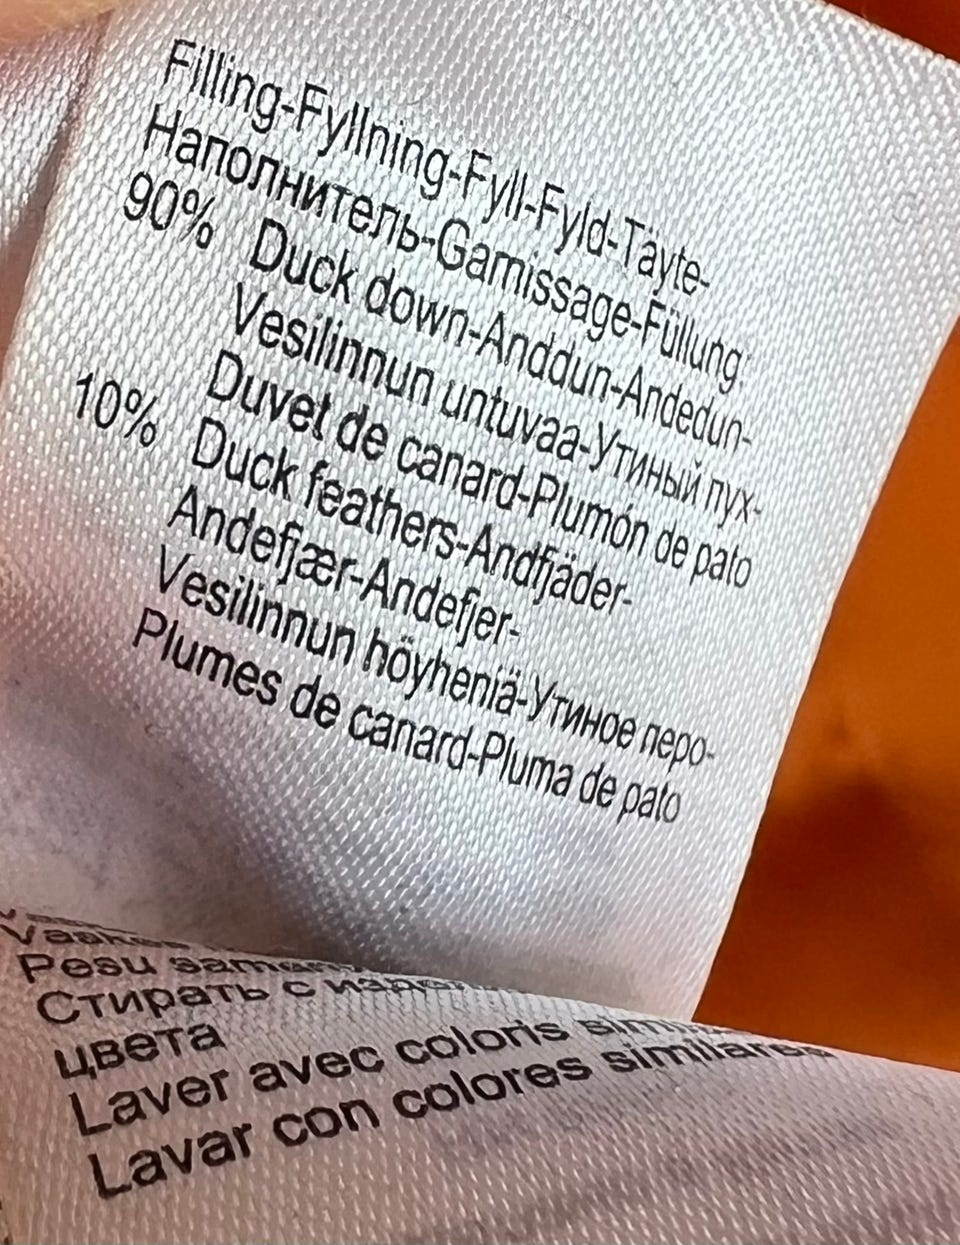 Filling-Fyllning-Fyll-Fyld-Täyte-
Наполнитель-Garnissage-Füllung:
90% Duck down-Anddun-Andedun-
Vesilinnun untuvaa-Утиный пух-
Duvet de canard-Plumón de pato
10% Duck feathers-Andfjäder-
Andefjær-Andefjer-
Vesilinnun höyheniä-Утиное перо-
Plumes de canard-Pluma de pato
Pesu
Стирать с
цвета
Laver avec coloris
Lavar con colores similares